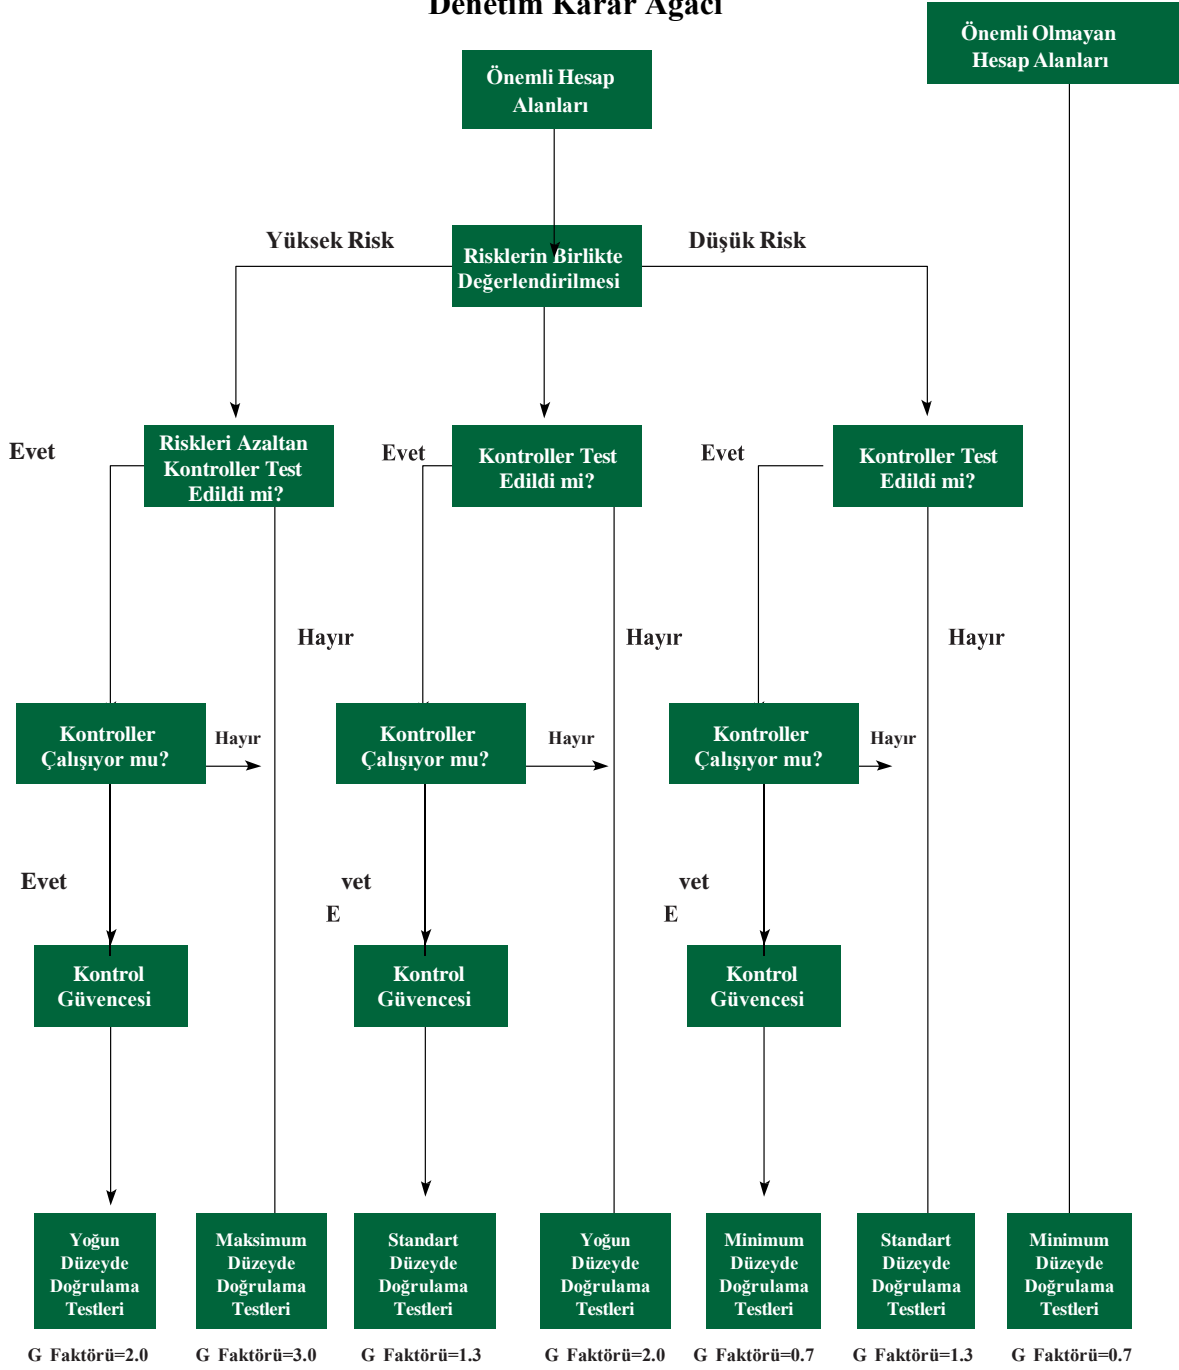 Denetim Karar Ağacı
Önemli Olmayan
Hesap Alanları
Önemli Hesap
Alanları
Yüksek Risk
Düşük Risk
Risklerin Birlikte
Değerlendirilmesi
Evet
Riskleri Azaltan
Kontroller Test
Edildi mi?
Evet
Kontroller Test
Edildi mi?
Evet
Kontroller Test
Edildi mi?
Hayır
Hayır
Hayır
Kontroller
Çalışıyor mu?
Hayır
Kontroller
Çalışıyor mu?
Hayır
Kontroller
Çalışıyor mu?
Hayır
Evet
vet
E
vet
E
Kontrol
Güvencesi
Kontrol
Güvencesi
Kontrol
Güvencesi
Yoğun
Düzeyde
Doğrulama
Testleri
Maksimum
Düzeyde
Doğrulama
Testleri
Standart
Düzeyde
Doğrulama
Testleri
Yoğun
Düzeyde
Doğrulama
Testleri
Minimum
Düzeyde
Doğrulama
Testleri
Standart
Düzeyde
Doğrulama
Testleri
Minimum
Düzeyde
Doğrulama
Testleri
G Faktörü=2.0
G Faktörü=3.0
G Faktörü=1.3
G Faktörü=2.0
G Faktörü=0.7
G Faktörü=1.3
G Faktörü=0.7